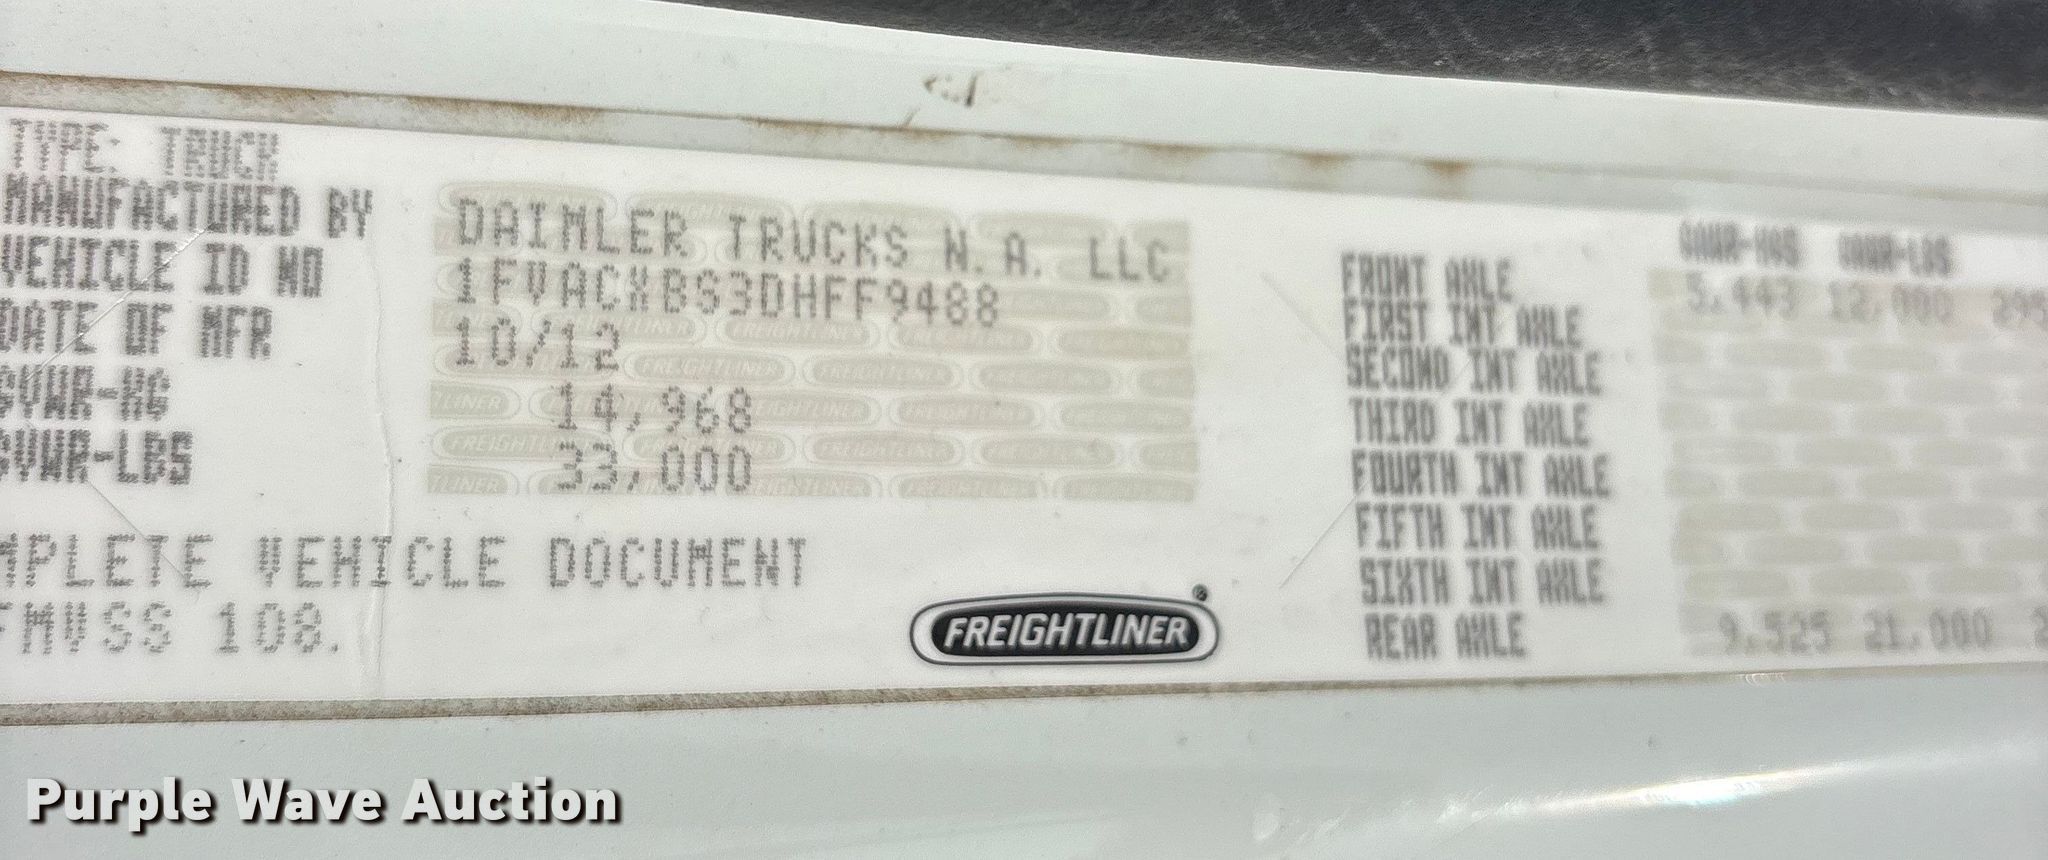 TYPE: TRUCK
MANUFACTURED BY DAIMLER TRUCKS N.A. LLC
VEHICLE ID NO 1FVACXBS3DHFF9488
DATE OF MFR 10/12
GVWR-KG 14,968
GVWR-LBS 33,000
MPLETE VEHICLE DOCUMENT
FMVSS 108.
FREIGHTLINER
GAWR-KGS GAWR-LBS
FRONT AXLE 5,443 12,000 295
FIRST INT AXLE
SECOND INT AXLE
THIRD INT AXLE
FOURTH INT AXLE
FIFTH INT AXLE
SIXTH INT AXLE
REAR AXLE 9,525 21,000 2
Purple Wave Auction